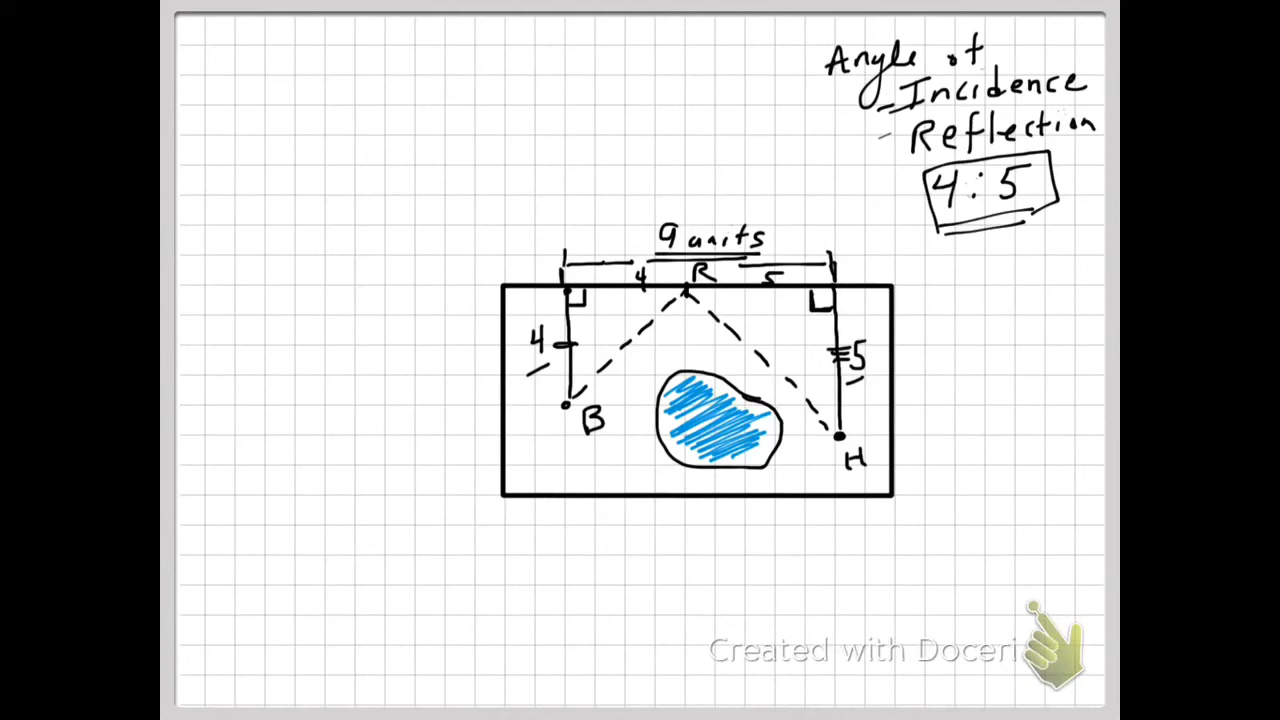 Angle of
Incidence
Reflection
4:5
9 units
4 R 5
4
5
B
H
Created with Doceri